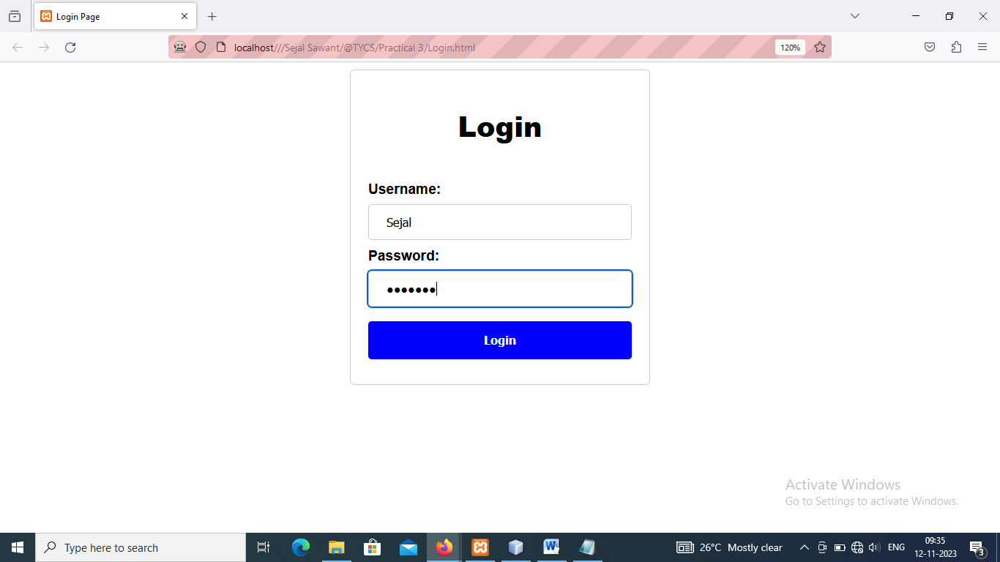 Login Page
localhost///Sejal Sawant/@TYCS/Practical 3/Login.html
120%
Login
Username:
Sejal
Password:
Login
Activate Windows
Go to Settings to activate Windows.
Type here to search
26°C Mostly clear
ENG
09:35
12-11-2023
3